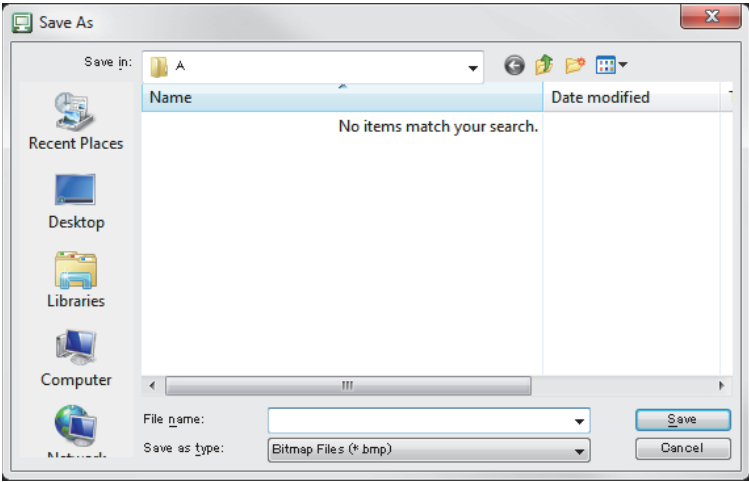 Save As
Save in:
A
Name
Date modified
No items match your search.
Recent Places
Desktop
Libraries
Computer
File name:
Save
Save as type:
Bitmap Files (*.bmp)
Cancel